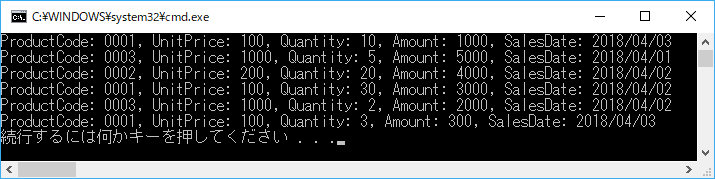 C:¥WINDOWS¥system32¥cmd.exe
ProductCode: 0001, UnitPrice: 100, Quantity: 10, Amount: 1000, SalesDate: 2018/04/03
ProductCode: 0003, UnitPrice: 1000, Quantity: 5, Amount: 5000, SalesDate: 2018/04/01
ProductCode: 0002, UnitPrice: 200, Quantity: 20, Amount: 4000, SalesDate: 2018/04/02
ProductCode: 0001, UnitPrice: 100, Quantity: 30, Amount: 3000, SalesDate: 2018/04/02
ProductCode: 0003, UnitPrice: 1000, Quantity: 2, Amount: 2000, SalesDate: 2018/04/02
ProductCode: 0001, UnitPrice: 100, Quantity: 3, Amount: 300, SalesDate: 2018/04/03
続行するには何かキーを押してください . . .